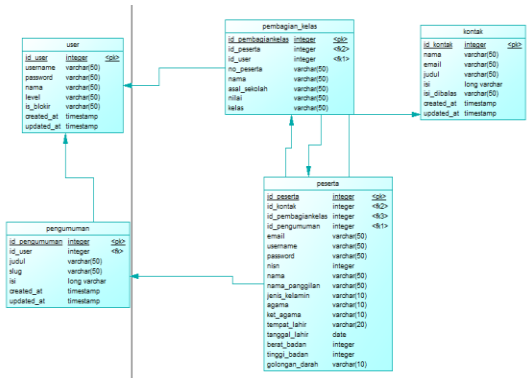 user
id_user integer <pk>
username varchar(50)
password varchar(50)
nama varchar(50)
level varchar(50)
is_blokir varchar(50)
created_at timestamp
updated_at timestamp
pembagian_kelas
id_pembagiankelas integer <pk>
id_peserta integer <fk2>
id_user integer <fk1>
no_peserta varchar(50)
nama varchar(50)
asal_sekolah varchar(50)
nilai varchar(50)
kelas varchar(50)
kontak
id_kontak integer <pk>
nama varchar(50)
email varchar(50)
judul varchar(50)
isi long varchar
isi_dibalas varchar(50)
created_at timestamp
updated_at timestamp
pengumuman
id_pengumuman integer <pk>
id_user integer <fk>
judul varchar(50)
slug varchar(50)
isi long varchar
created_at timestamp
updated_at timestamp
peserta
id_peserta integer <pk>
id_kontak integer <fk2>
id_pembagiankelas integer <fk3>
id_pengumuman integer <fk1>
email varchar(50)
username varchar(50)
password varchar(50)
nisn integer
nama varchar(50)
nama_panggilan varchar(50)
jenis_kelamin varchar(10)
agama varchar(10)
ket_agama varchar(10)
tempat_lahir varchar(20)
tanggal_lahir date
berat_badan integer
tinggi_badan integer
golongan_darah varchar(10)